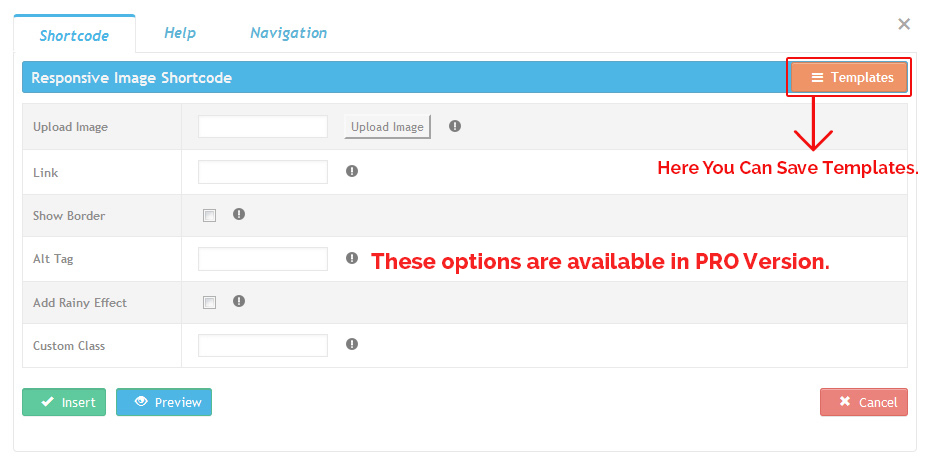 Shortcode
Help
Navigation
Responsive Image Shortcode
Templates
Upload Image
Upload Image
Here You Can Save Templates.
Link
Show Border
Alt Tag
These options are available in PRO Version.
Add Rainy Effect
Custom Class
Insert
Preview
Cancel